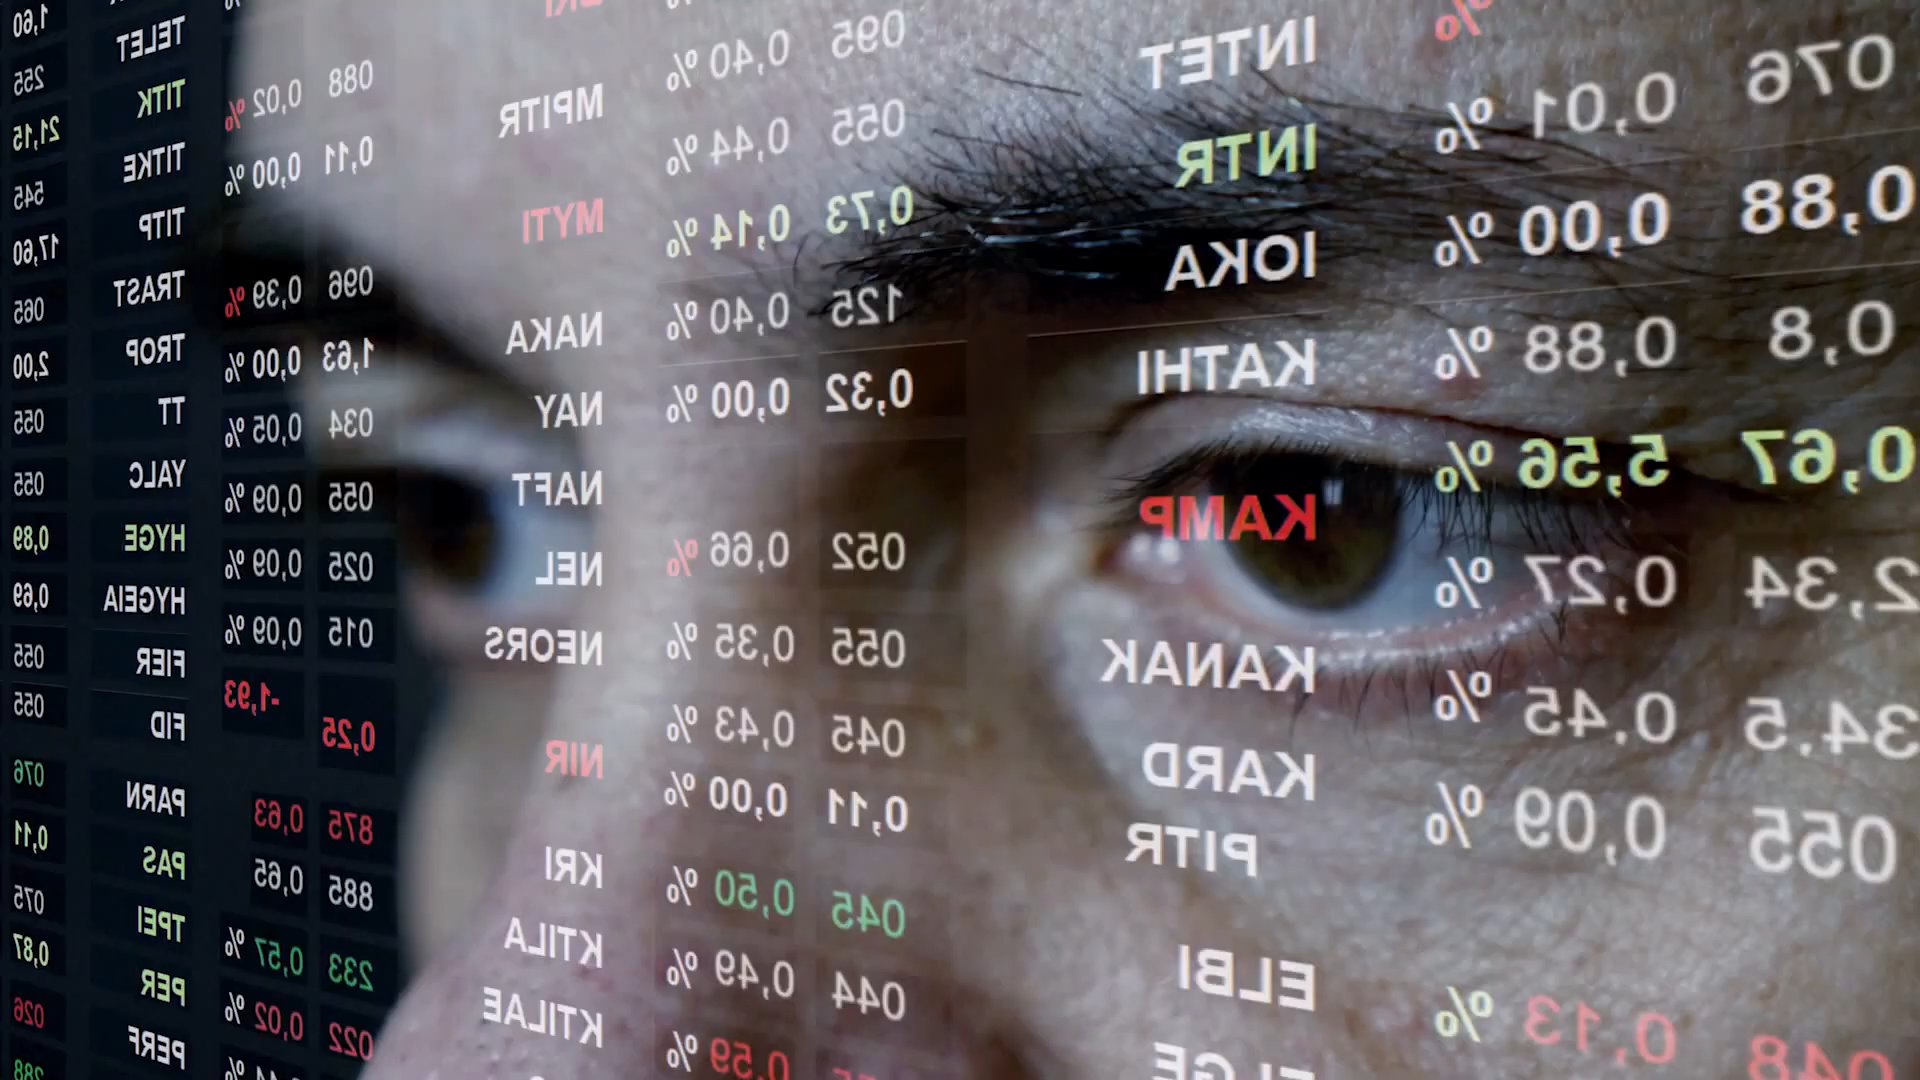 %
076 0,01 %
0,88 0,00 %
0,8 0,88 %
0,67 5,56 %
2,34 0,27 %
34.5 0.45 %
055 0,09 %
048 0,13 %
INTET
INTR
IOKA
KATHI
KAMP
KANAK
KARD
PITR
ELBI
ELGE
095 0,40 %
055 0,44 %
0,73 0,14 %
125 0,40 %
0,32 0,00 %
052 0,66 %
055 0,35 %
045 0,43 %
0,11 0,00 %
045 0,50 %
044 0,49 %
0,59 %
MPITR
MYTI
NAKA
NAY
NAFT
NEL
NEORS
NIR
KRI
KTILA
KTILAE
088 0,02 %
0,11 0,00 %
096 0,39 %
1,63 0,00 %
034 0,05 %
055 0,09 %
025 0,09 %
015 0,09 %
0,25 -1,93
875 0,63
885 0,65
233 0,57 %
022 0,02 %
TELET 1,60
TITK 255
TITKE 21,15
TITP 545
TRAST 17,60
TROP 065
TT 2,00
YALC 055
HYGE 055
HYGEIA 0,89
FIER 0,69
FID 055
055
PARN 076
PAS 0,11
TPEI 075
PER 0,87
PERF 026
288